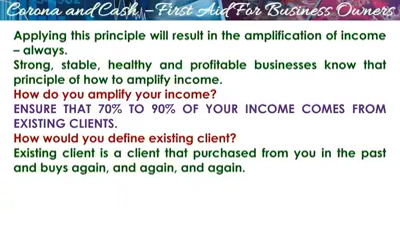 Corona and Cash – First Aid For Business Owners
Applying this principle will result in the amplification of income
– always.
Strong, stable, healthy and profitable businesses know that
principle of how to amplify income.
How do you amplify your income?
ENSURE THAT 70% TO 90% OF YOUR INCOME COMES FROM
EXISTING CLIENTS.
How would you define existing client?
Existing client is a client that purchased from you in the past
and buys again, and again, and again.